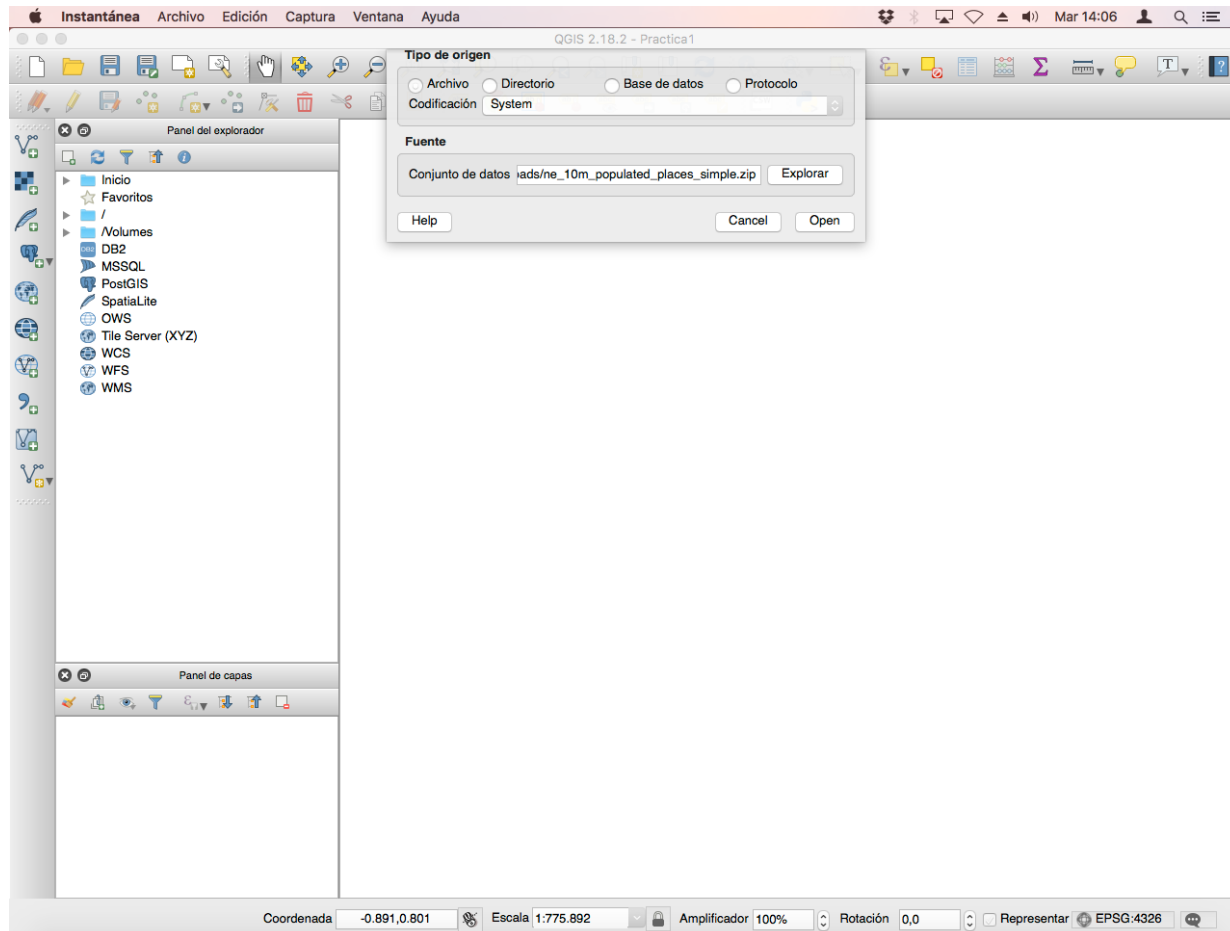 Instantánea Archivo Edición Captura Ventana Ayuda Mar 14:06
QGIS 2.18.2 - Practica1
Tipo de origen
Archivo Directorio Base de datos Protocolo
Codificación System
Fuente
Conjunto de datos ads/ne_10m_populated_places_simple.zip Explorar
Help Cancel Open
Panel del explorador
Inicio
Favoritos
/
/Volumes
DB2
MSSQL
PostGIS
SpatiaLite
OWS
Tile Server (XYZ)
WCS
WFS
WMS
Panel de capas
Coordenada -0.891,0.801 Escala 1:775.892 Amplificador 100% Rotación 0,0 Representar EPSG:4326